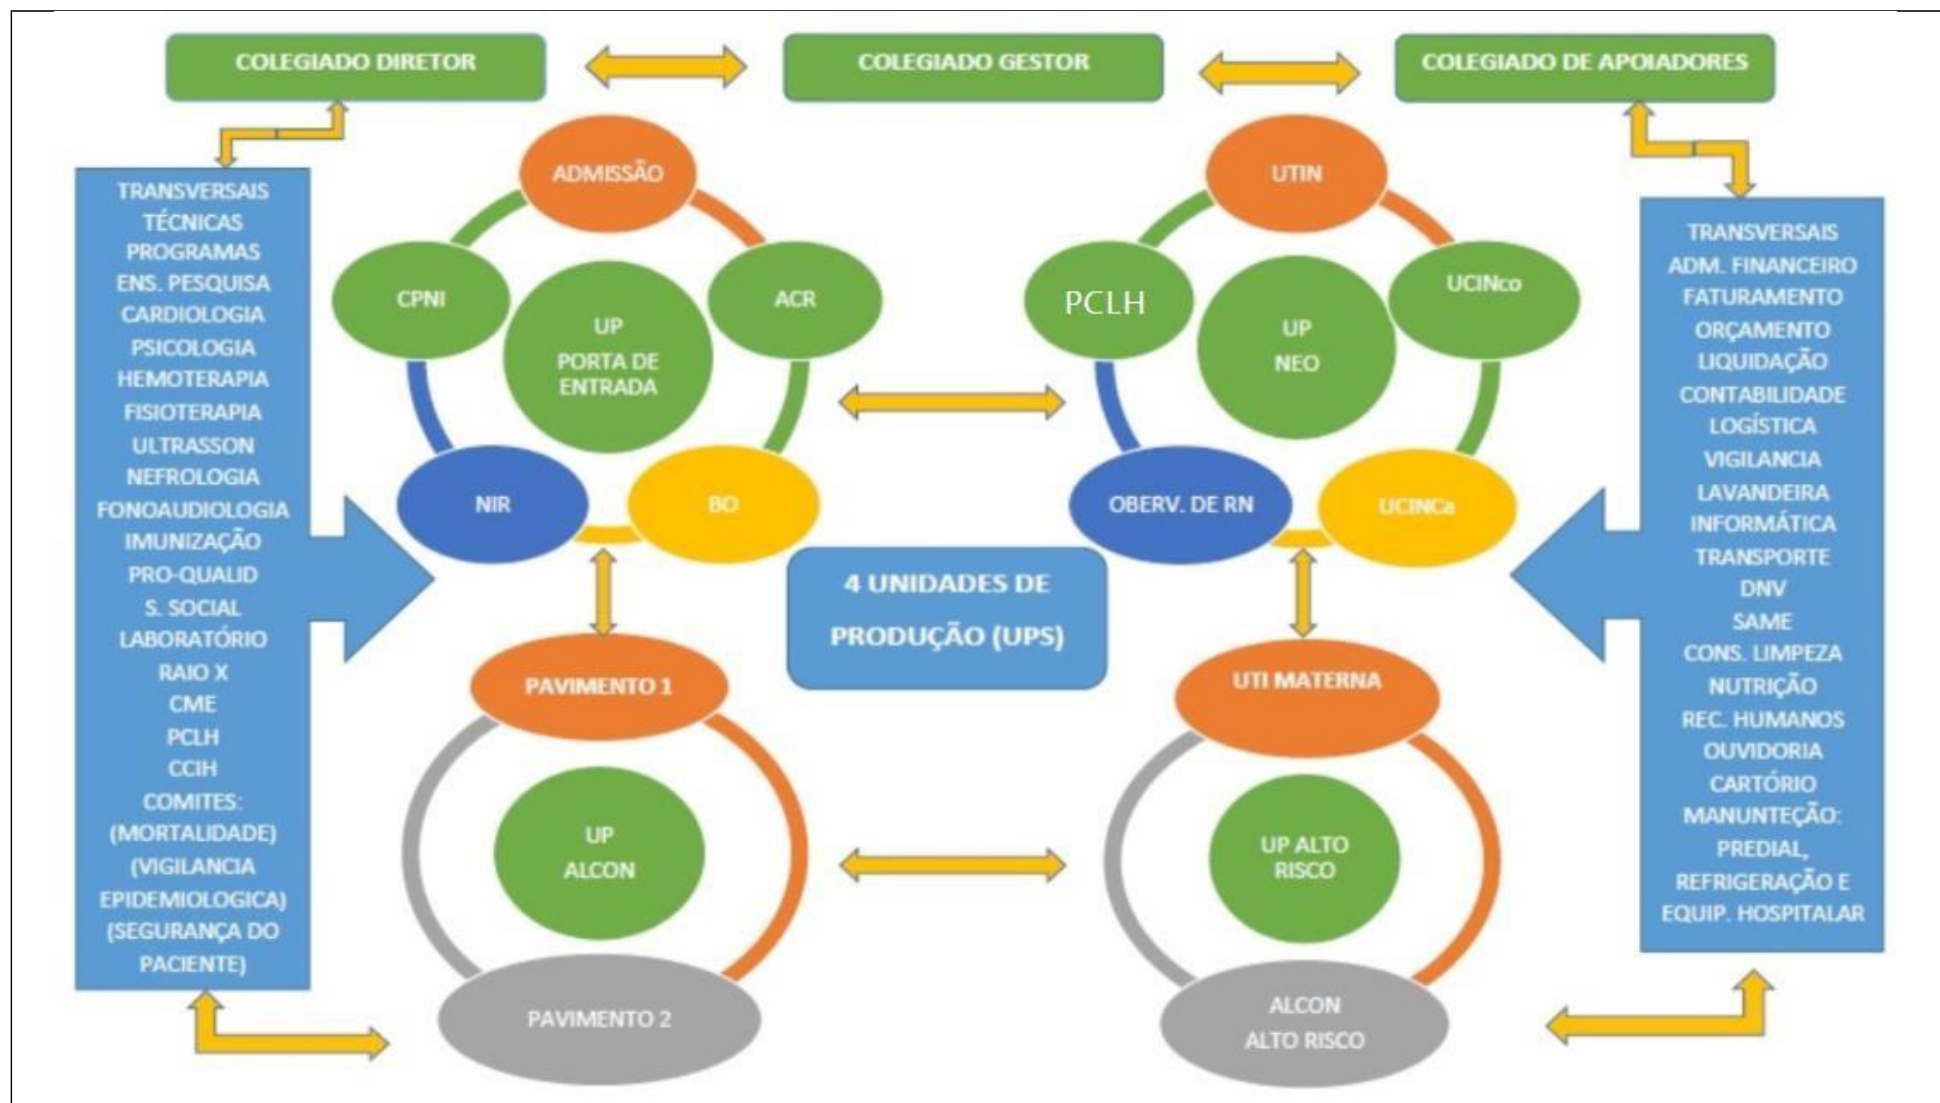 COLEGIADO DIRETOR
COLEGIADO GESTOR
COLEGIADO DE APOIADORES
TRANSVERSAIS
TÉCNICAS
PROGRAMAS
ENS. PESQUISA
CARDIOLOGIA
PSICOLOGIA
HEMOTERAPIA
FISIOTERAPIA
ULTRASSON
NEFROLOGIA
FONOAUDIOLOGIA
IMUNIZAÇÃO
PRO-QUALID
S. SOCIAL
LABORATÓRIO
RAIO X
CME
PCLH
CCIH
COMITES:
(MORTALIDADE)
(VIGILANCIA
EPIDEMIOLOGICA)
(SEGURANÇA DO
PACIENTE)
ADMISSÃO
CPNI
ACR
UP
PORTA DE
ENTRADA
NIR
BO
UTIN
PCLH
UCINco
UP
NEO
OBERV. DE RN
UCINCa
4 UNIDADES DE
PRODUÇÃO (UPS)
PAVIMENTO 1
UP
ALCON
PAVIMENTO 2
UTI MATERNA
UP ALTO
RISCO
ALCON
ALTO RISCO
TRANSVERSAIS
ADM. FINANCEIRO
FATURAMENTO
ORÇAMENTO
LIQUIDAÇÃO
CONTABILIDADE
LOGÍSTICA
VIGILANCIA
LAVANDEIRA
INFORMÁTICA
TRANSPORTE
DNV
SAME
CONS. LIMPEZA
NUTRIÇÃO
REC. HUMANOS
OUVIDORIA
CARTÓRIO
MANUNTEÇÃO:
PREDIAL,
REFRIGERAÇÃO E
EQUIP. HOSPITALAR